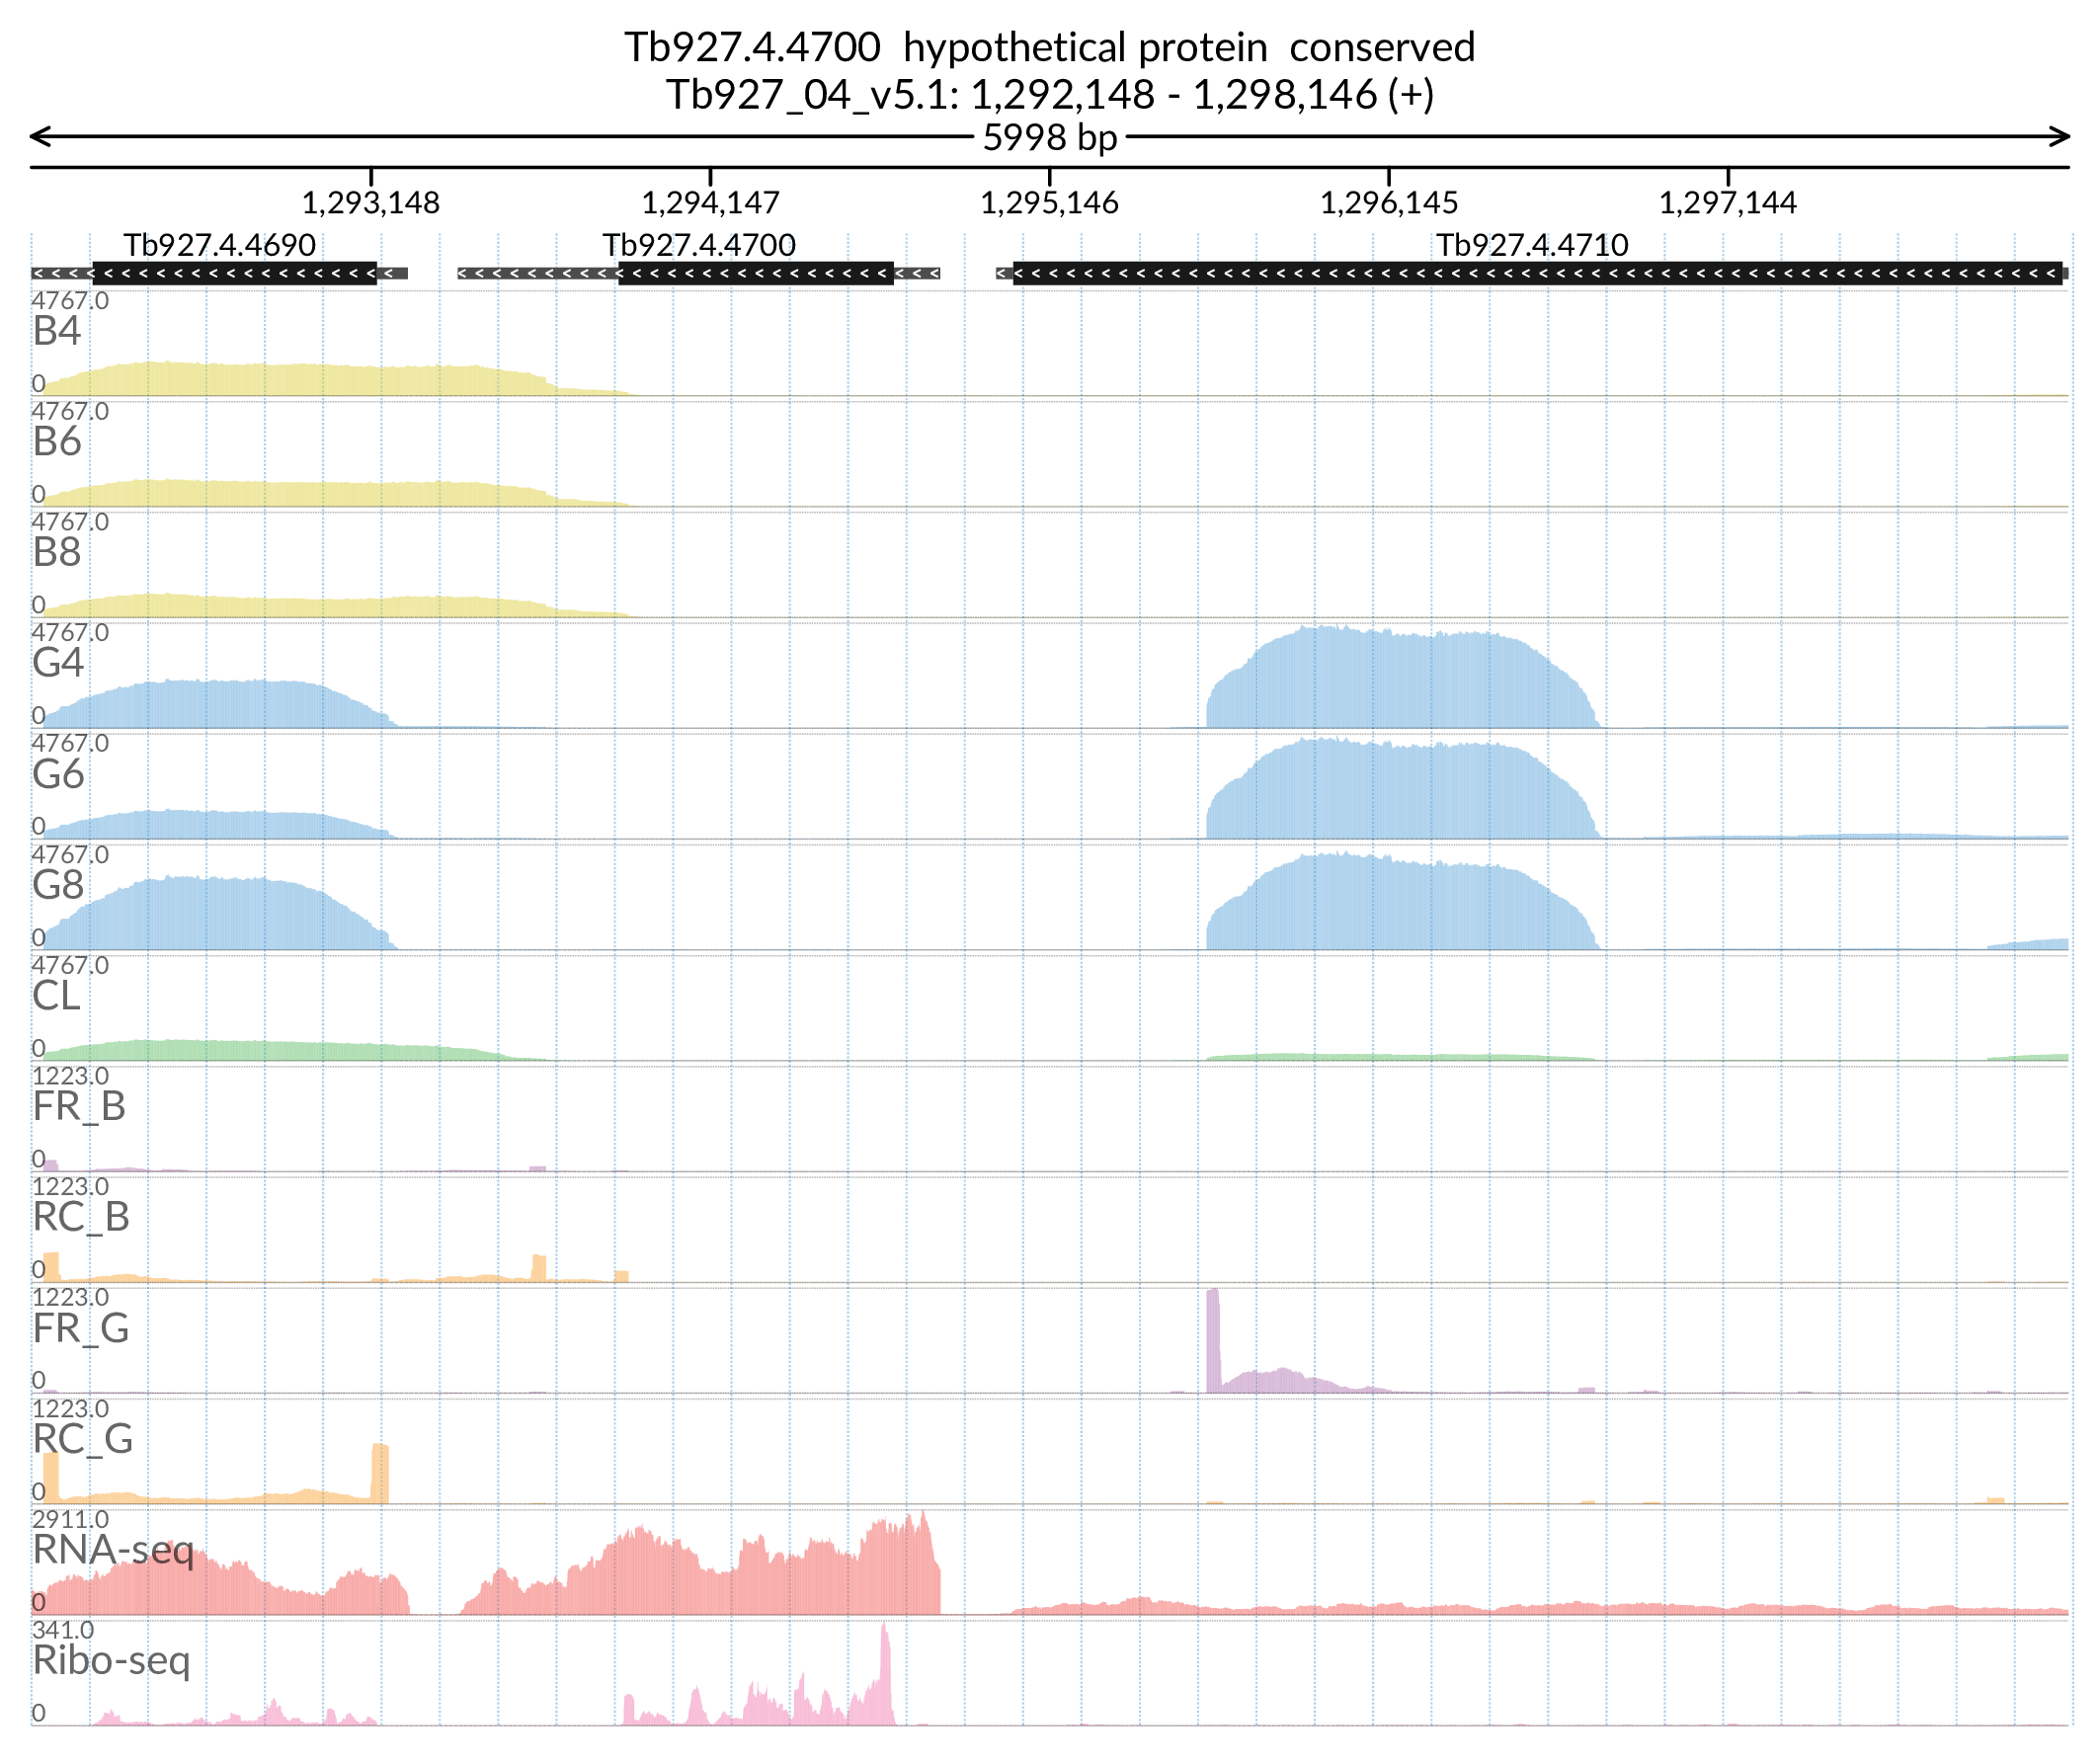 Tb927.4.4700  hypothetical protein  conserved
Tb927_04_v5.1: 1,292,148 - 1,298,146 (+)
5998 bp
1,293,148 1,294,147 1,295,146 1,296,145 1,297,144
Tb927.4.4690 Tb927.4.4700 Tb927.4.4710
4767.0
B4
0
4767.0
B6
0
4767.0
B8
0
4767.0
G4
0
4767.0
G6
0
4767.0
G8
0
4767.0
CL
0
1223.0
FR_B
0
1223.0
RC_B
0
1223.0
FR_G
0
1223.0
RC_G
0
2911.0
RNA-seq
0
341.0
Ribo-seq
0